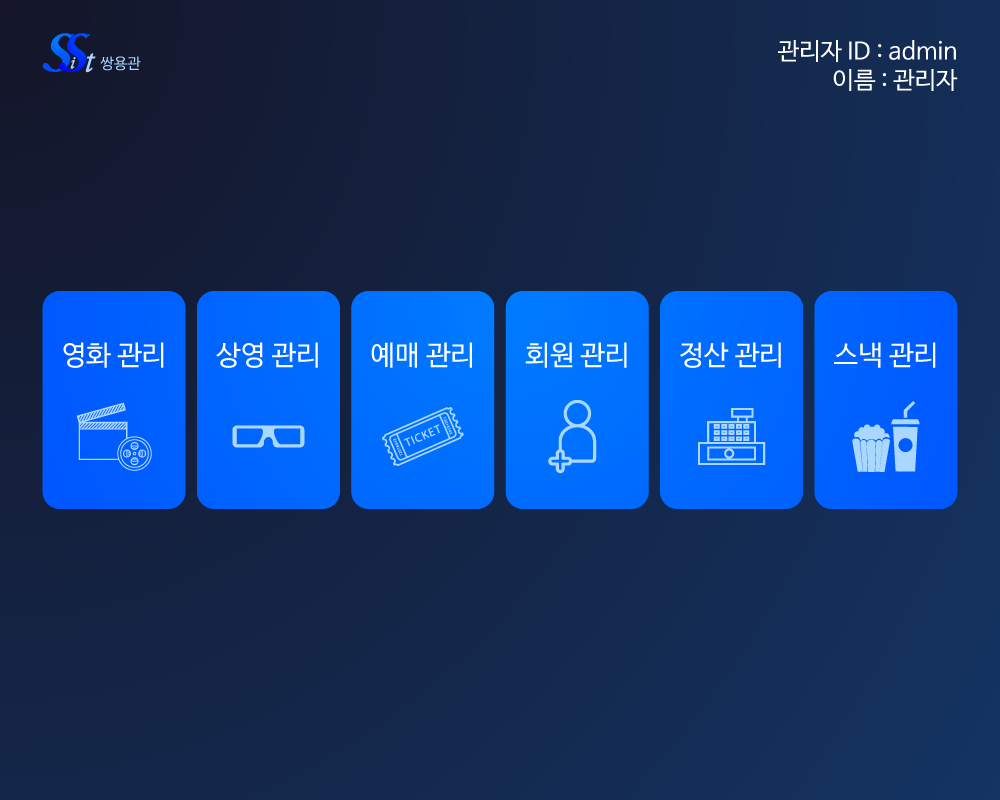 SSist 쌍용관
관리자 ID : admin
이름 : 관리자
영화 관리
상영 관리
예매 관리
회원 관리
정산 관리
스낵 관리
TICKET